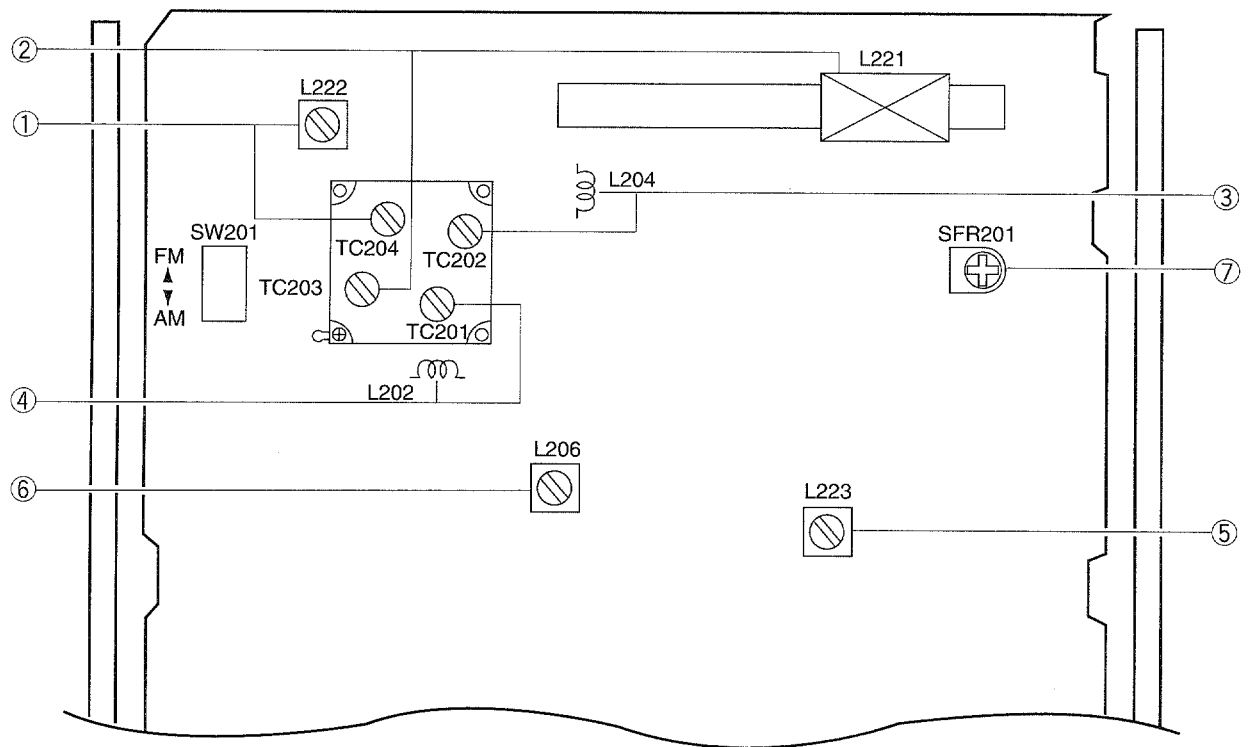 ②
L221
L222
①
L204
③
SW201
TC204
TC202
SFR201
FM
⑦
TC203
AM
TC201
L202
④
L206
⑥
L223
⑤